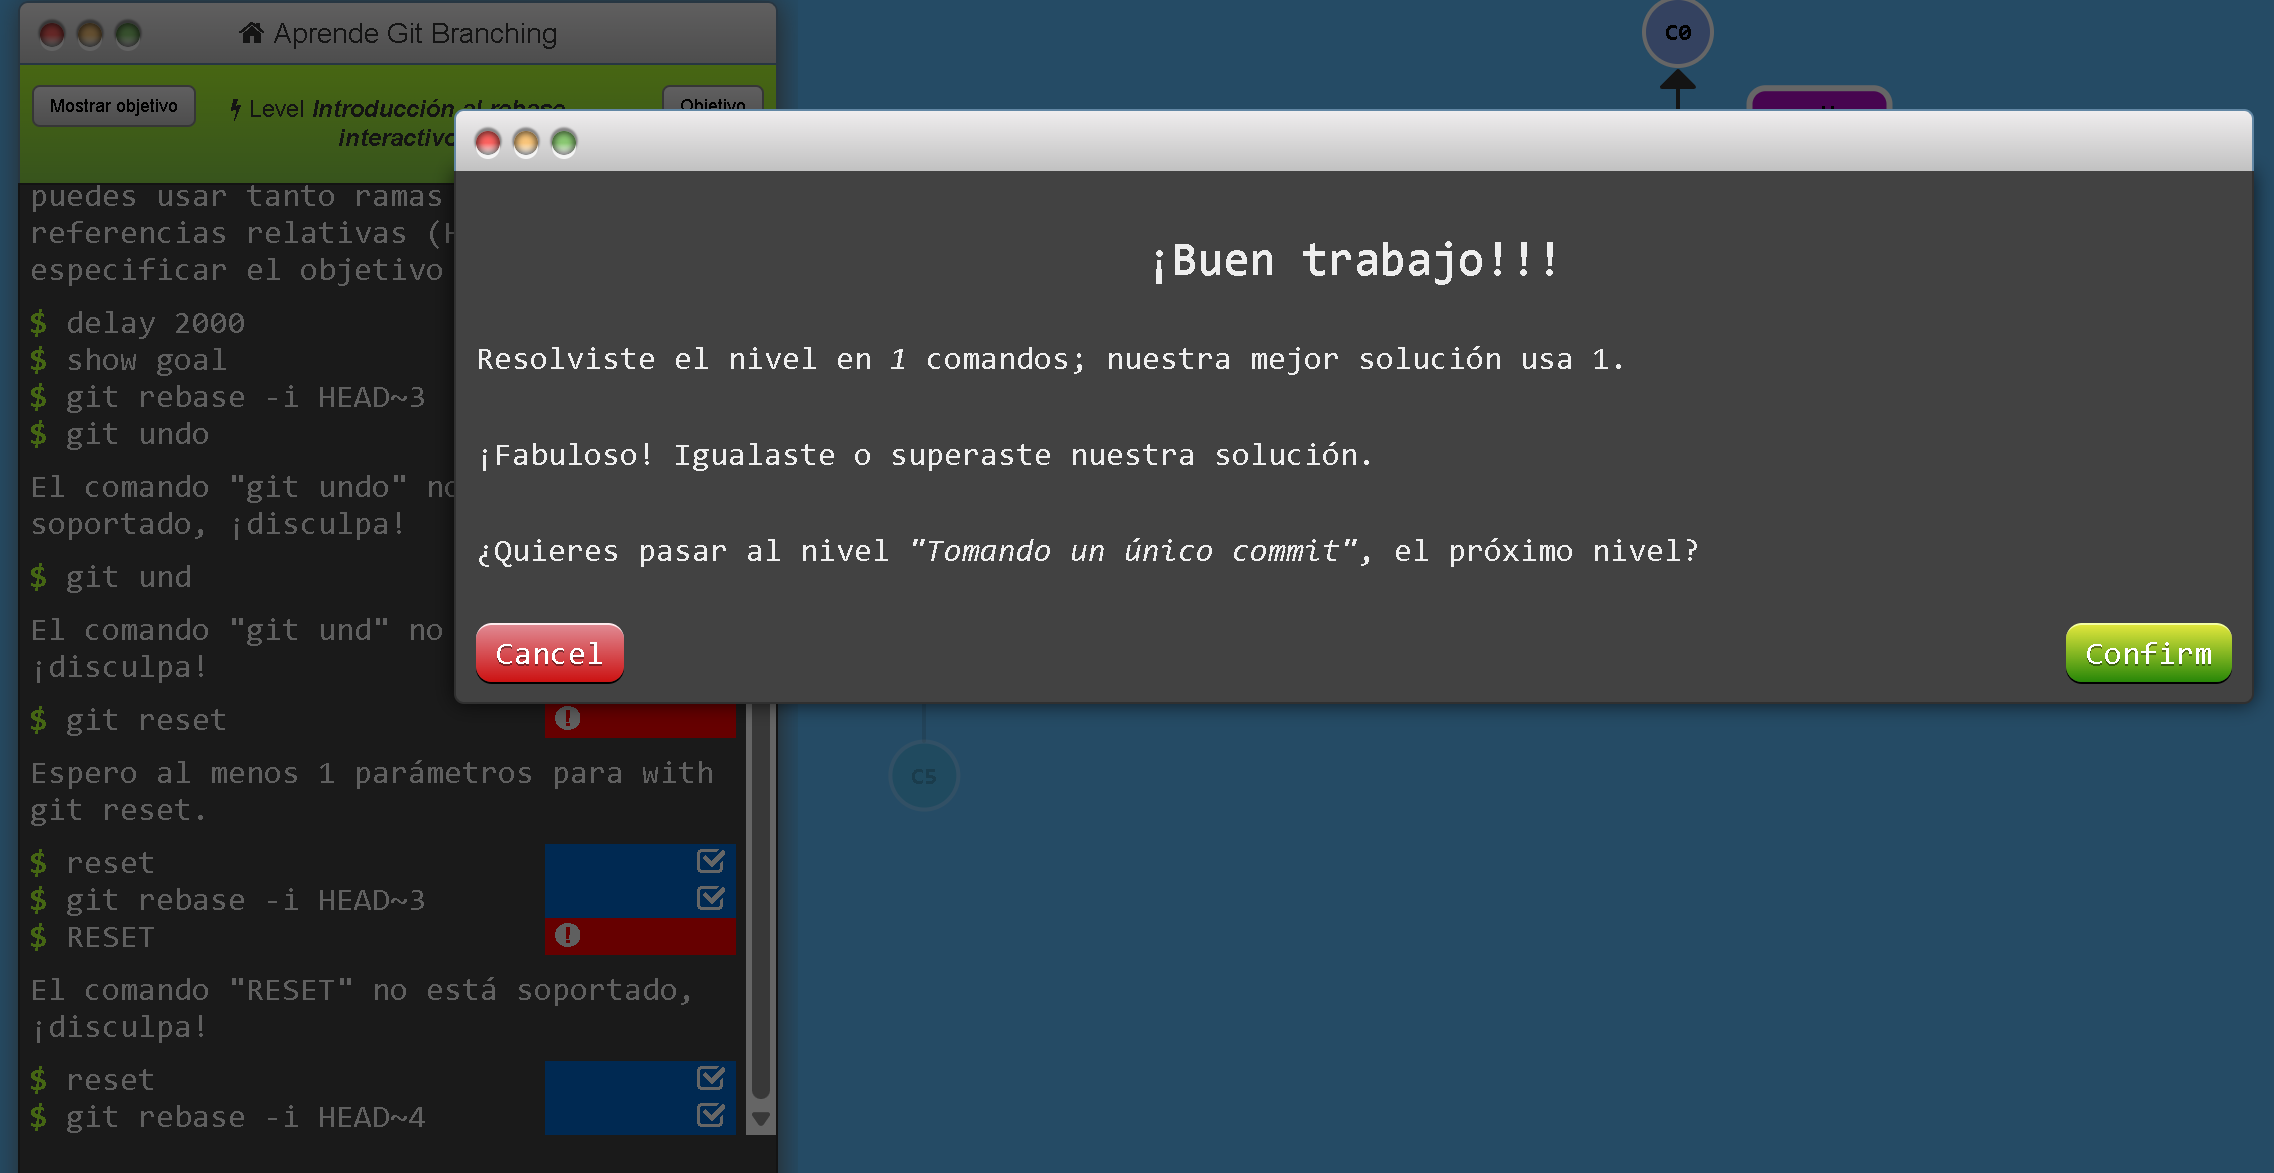 Aprende Git Branching
Mostrar objetivo
Level Introducción al rebase
interactivo
Objetivo
puedes usar tanto ramas
referencias relativas (H
especificar el objetivo
$ delay 2000
$ show goal
$ git rebase -i HEAD~3
$ git undo
El comando "git undo" no
soportado, ¡disculpa!
$ git und
El comando "git und" no
¡disculpa!
$ git reset
Espero al menos 1 parámetros para with
git reset.
$ reset
$ git rebase -i HEAD~3
$ RESET
El comando "RESET" no está soportado,
¡disculpa!
$ reset
$ git rebase -i HEAD~4
C0
¡Buen trabajo!!!
Resolviste el nivel en 1 comandos; nuestra mejor solución usa 1.
¡Fabuloso! Igualaste o superaste nuestra solución.
¿Quieres pasar al nivel "Tomando un único commit", el próximo nivel?
Cancel
Confirm
C5